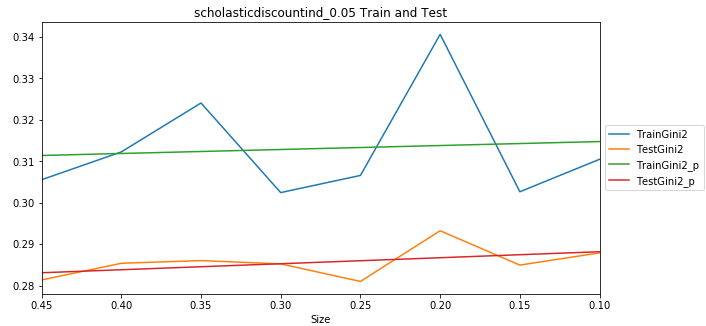 scholasticdiscountind_0.05 Train and Test
0.34
0.33
0.32
0.31
0.30
0.29
0.28
0.45 0.40 0.35 0.30 0.25 0.20 0.15 0.10
Size
TrainGini2
TestGini2
TrainGini2_p
TestGini2_p